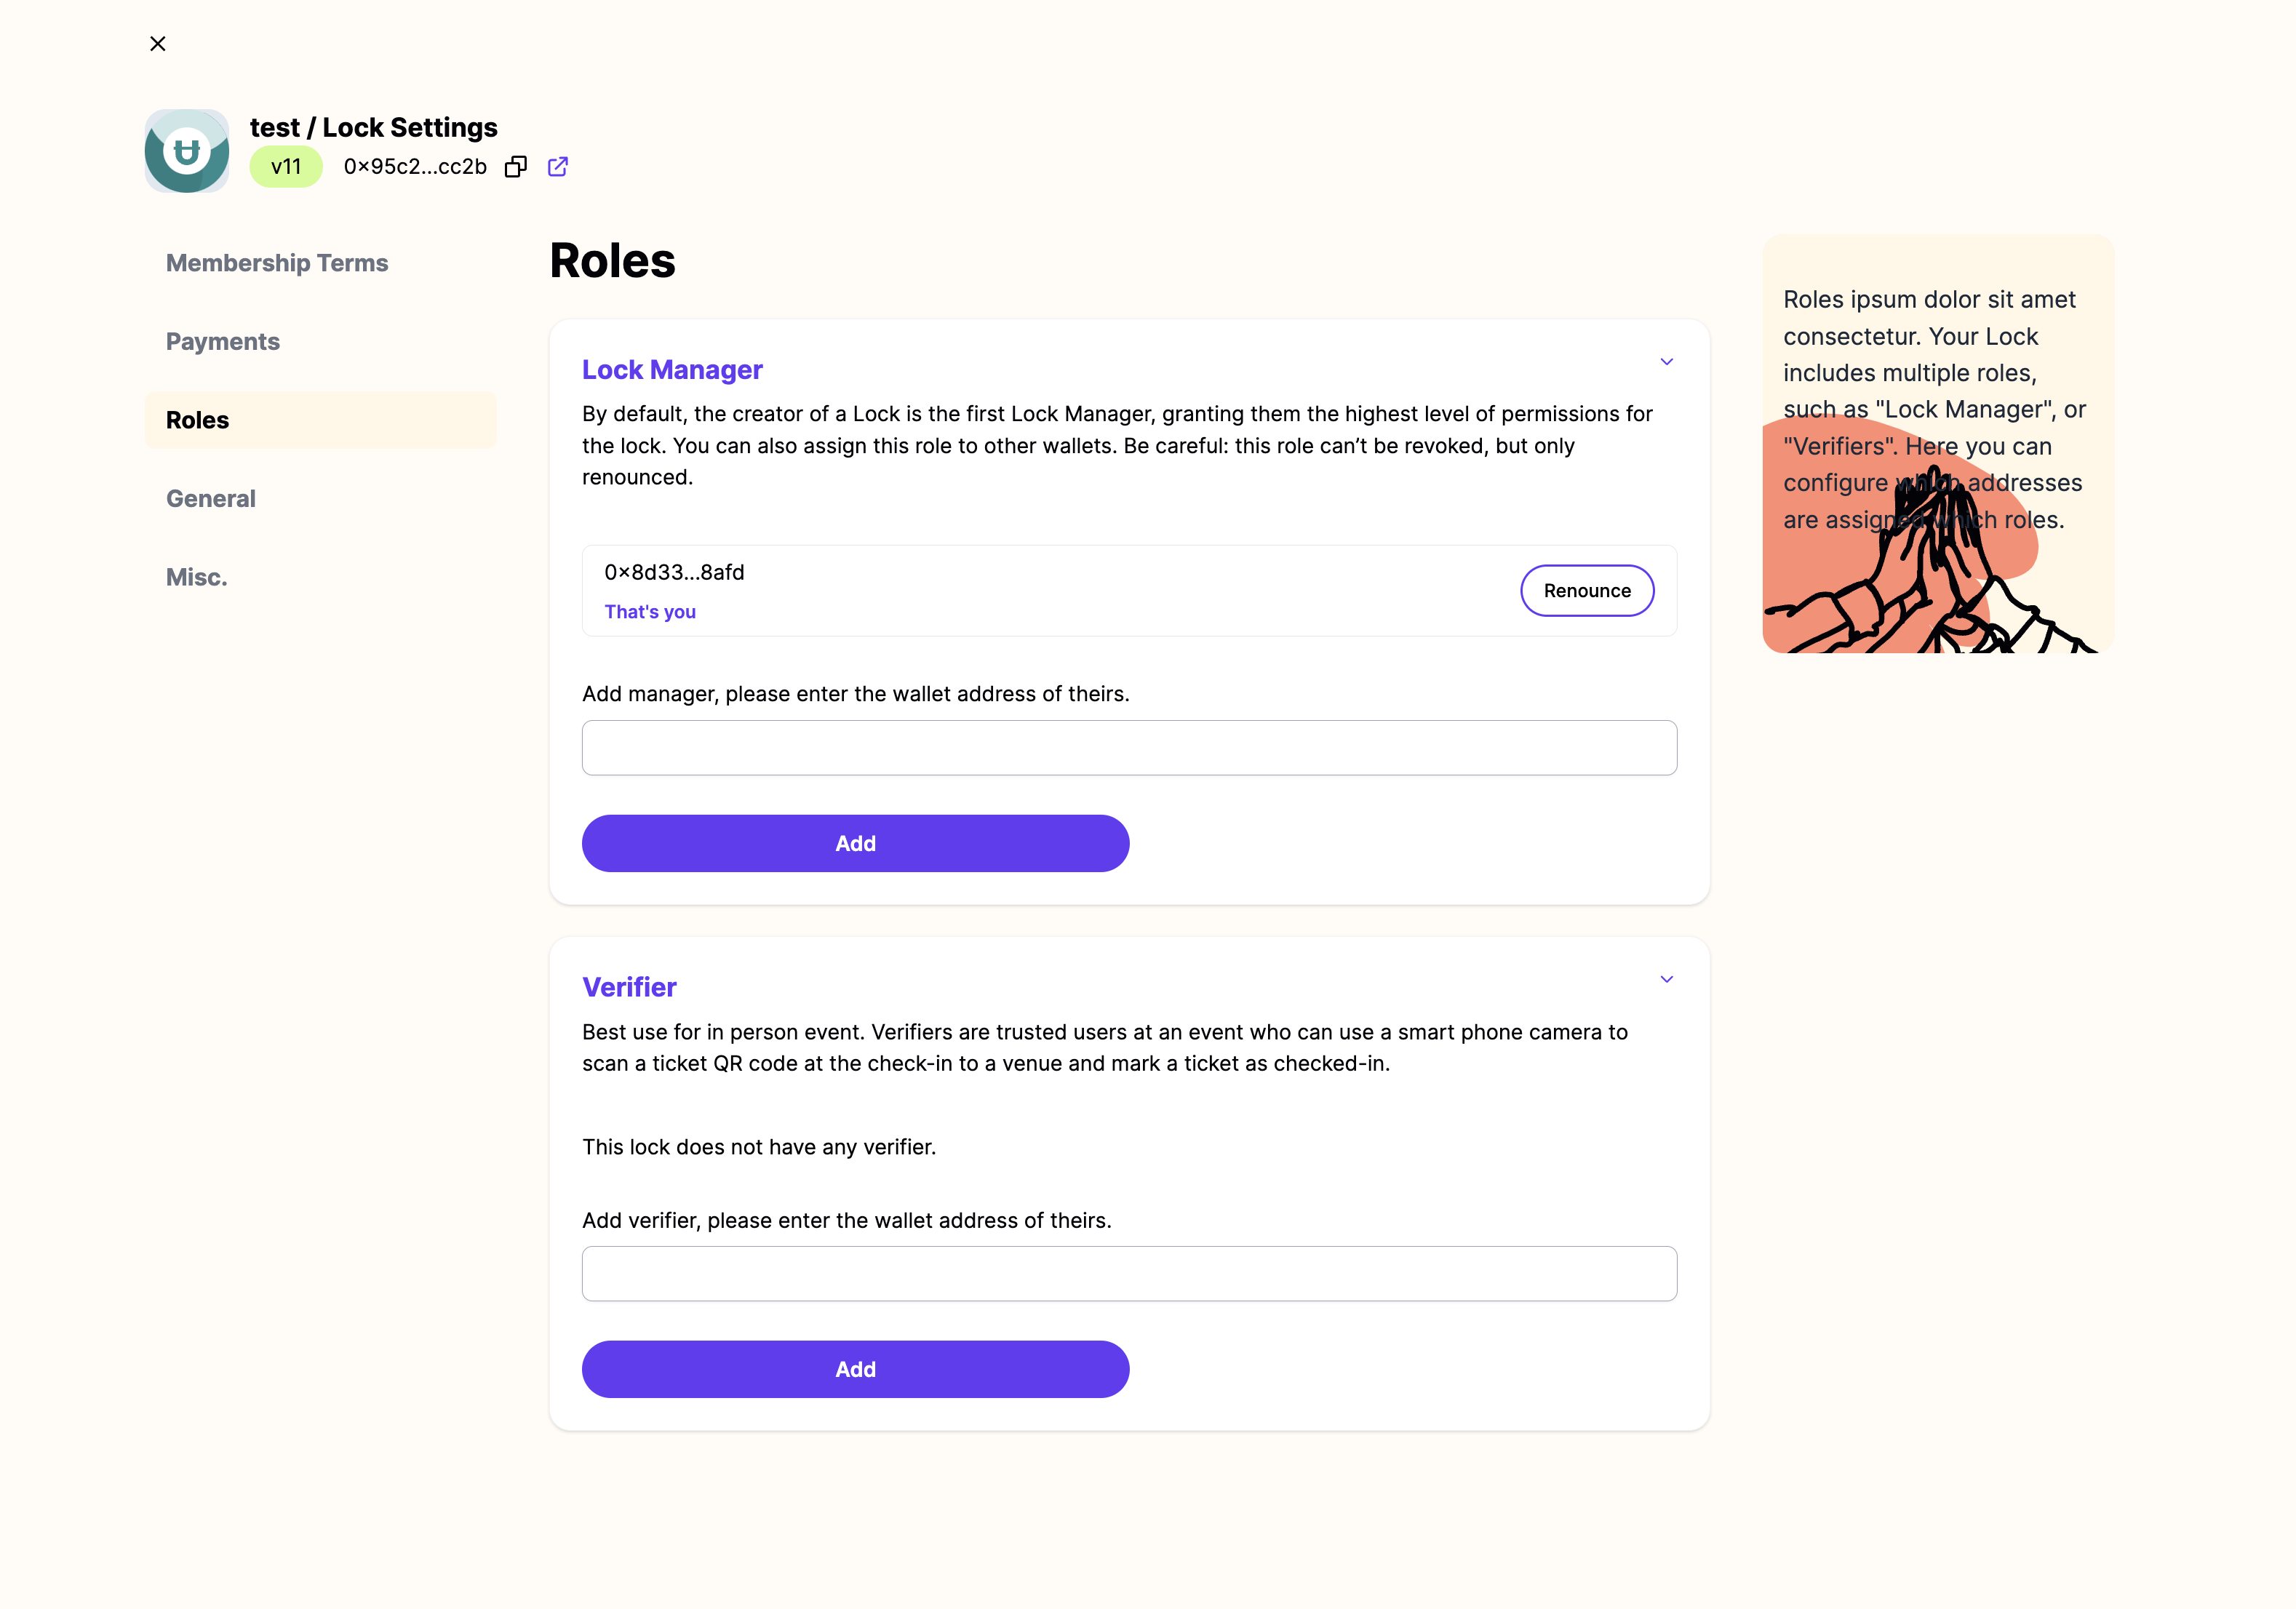 test / Lock Settings
v11
0×95c2...cc2b
Membership Terms
Payments
Roles
General
Misc.
Roles
Lock Manager
By default, the creator of a Lock is the first Lock Manager, granting them the highest level of permissions for
the lock. You can also assign this role to other wallets. Be careful: this role can’t be revoked, but only
renounced.
0×8d33...8afd
That's you
Renounce
Add manager, please enter the wallet address of theirs.
Add
Verifier
Best use for in person event. Verifiers are trusted users at an event who can use a smart phone camera to
scan a ticket QR code at the check-in to a venue and mark a ticket as checked-in.
This lock does not have any verifier.
Add verifier, please enter the wallet address of theirs.
Add
Roles ipsum dolor sit amet
consectetur. Your Lock
includes multiple roles,
such as "Lock Manager", or
"Verifiers". Here you can
configure which addresses
are assigned which roles.